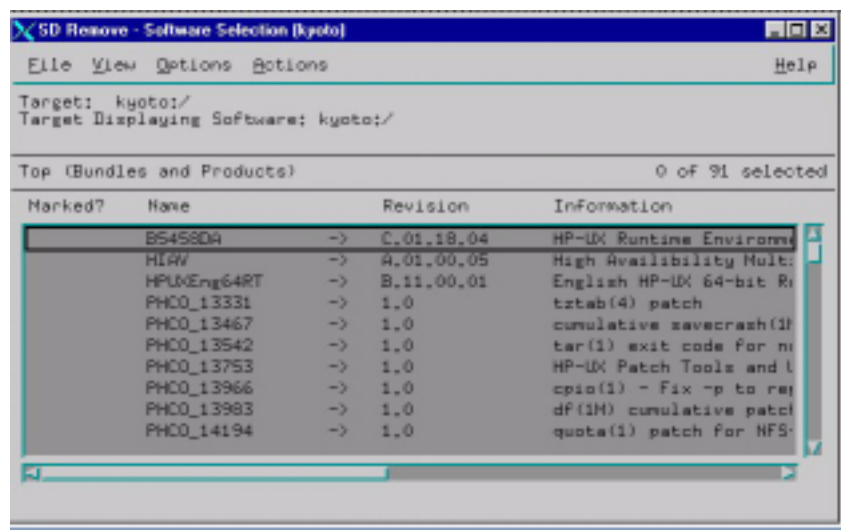 SD Remove - Software Selection (kyoto)
File View Options Actions Help
Target: kyoto:/
Target Displaying Software: kyoto:/
Top (Bundles and Products) 0 of 91 selected
Marked? Name Revision Information
B5458DA -> C.01.18.04 HP-UX Runtime Environme
HIAV -> A.01.00.05 High Availibility Mult
HPUXEng64RT -> B.11.00.01 English HP-UX 64-bit R
PHCO_13331 -> 1.0 tztab(4) patch
PHCO_13467 -> 1.0 cumulative savecrash(1M
PHCO_13542 -> 1.0 tar(1) exit code for
PHCO_13753 -> 1.0 HP-UX Patch Tools and
PHCO_13966 -> 1.0 cpio(1) - Fix -p to
PHCO_13983 -> 1.0 df(1M) cumulative patch
PHCO_14194 -> 1.0 quota(1) patch for NFS-